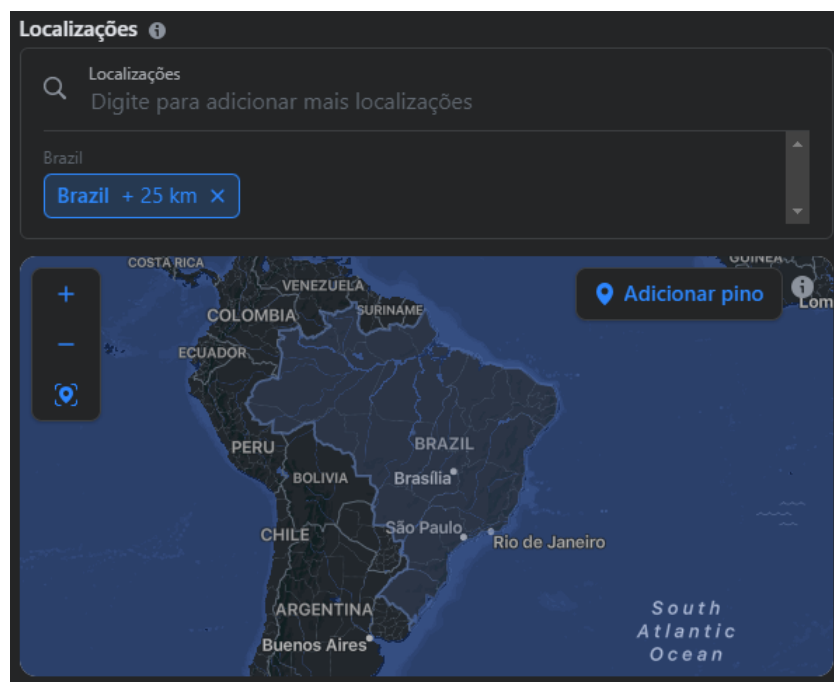 Localizações
Localizações
Digite para adicionar mais localizações
Brazil
Brazil + 25 km
COSTA RICA
GUINEA
VENEZUELA
Adicionar pino
Lom
COLOMBIA
SURINAME
ECUADOR
PERU
BRAZIL
BOLIVIA
Brasília
São Paulo
CHILE
Rio de Janeiro
ARGENTINA
South
Atlantic
Ocean
Buenos Aires